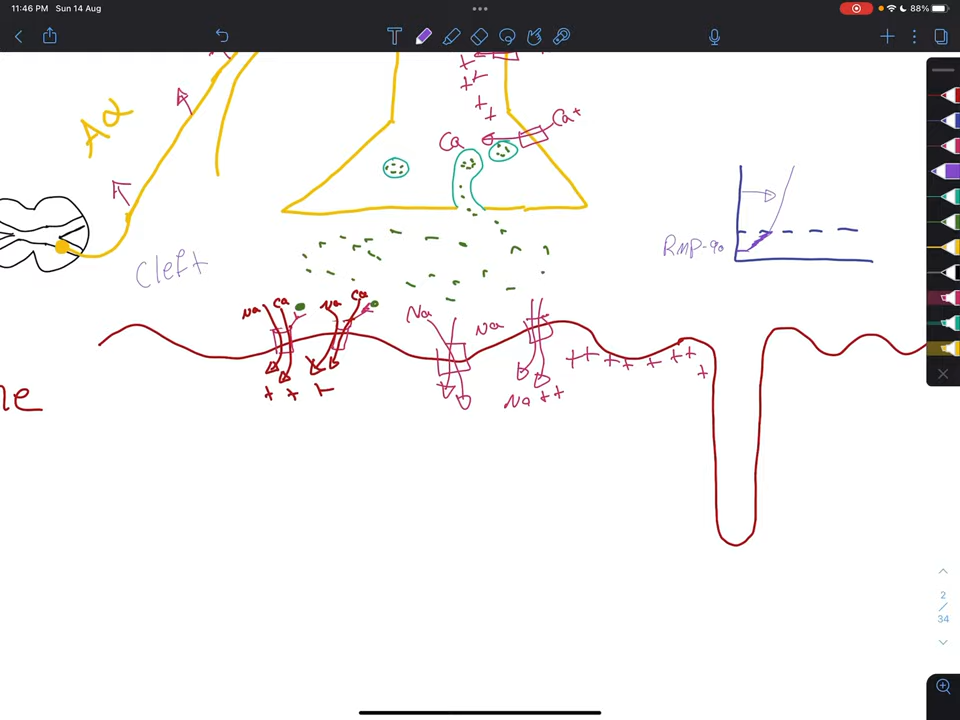 11:46 PM Sun 14 Aug
88%
T
Aα
Ca+
Ca
RMP-90
Cleft
Na Ca Na Ca
Na Na
Na
ne
2
/
34